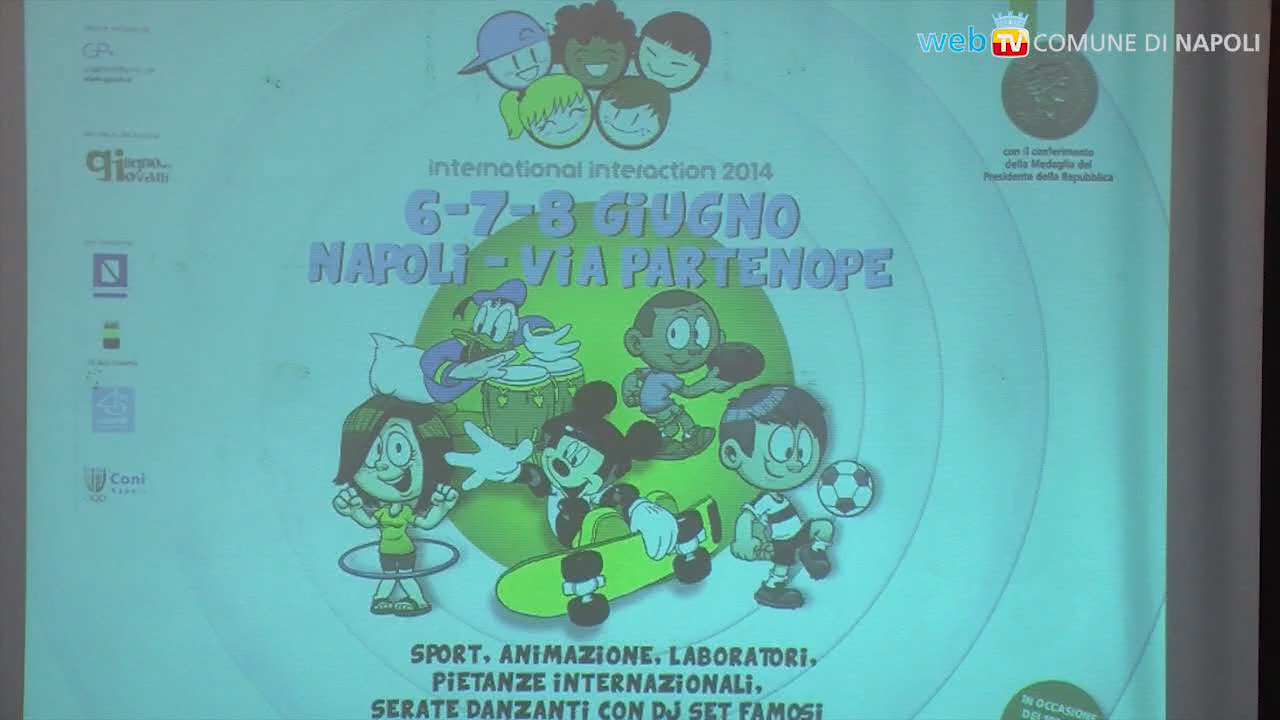 web TV COMUNE DI NAPOLI
con il conferimento
della Medaglia del
Presidente della Repubblica
international interaction 2014
6-7-8 GiUGNO
NAPOLi - ViA PARTENOPE
Coni
SPORT, ANiMAZiONE, LABORATORi,
PiETANZE iNTERNAZiONALi,
SERATE DANZANTi CON DJ SET FAMOSi
IN OCCASIONE